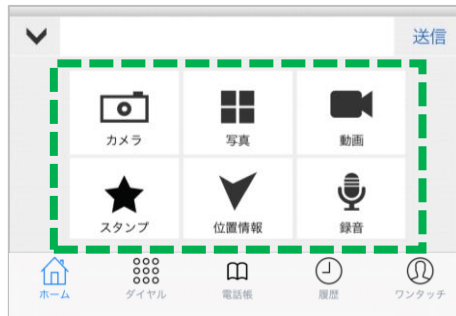 送信
カメラ 写真 動画
スタンプ 位置情報 録音
ホーム ダイヤル 電話帳 履歴 ワンタッチ